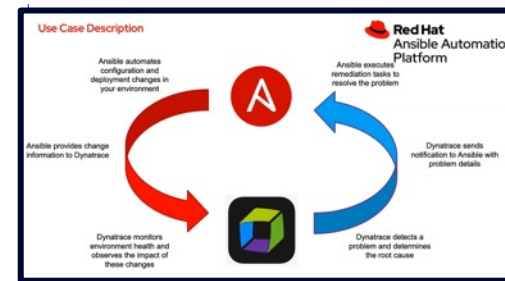 Use Case Description
Red Hat
Ansible Automatio
Platform
Ansible automates
configuration and
deployment changes in
your environment
Ansible executes
remediation tasks to
resolve the problem
Ansible provides change
information to Dynatrace
Dynatrace sends
notification to Ansible with
problem details
Dynatrace monitors
environment health and
observes the impact of
these changes
Dynatrace detects a
problem and determines
the root cause